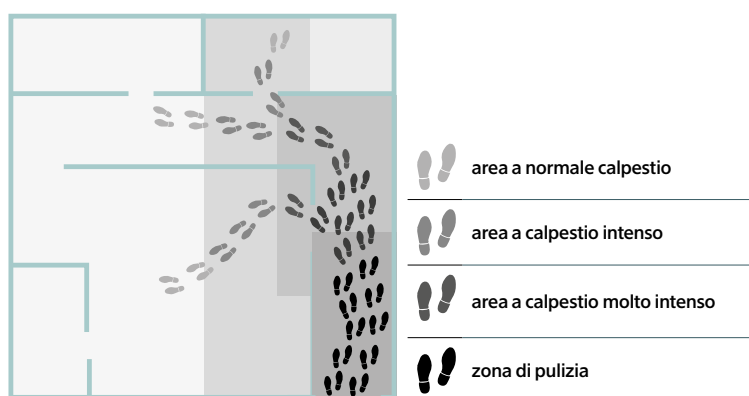 area a normale calpestio
area a calpestio intenso
area a calpestio molto intenso
zona di pulizia